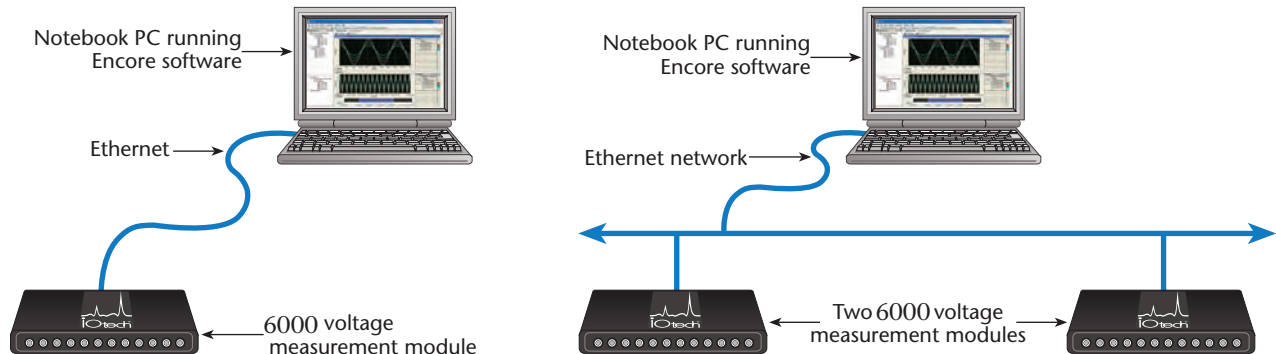 Notebook PC running
Encore software
Ethernet
6000 voltage
measurement module
IOtech
Notebook PC running
Encore software
Ethernet network
Two 6000 voltage
measurement modules
IOtech
IOtech